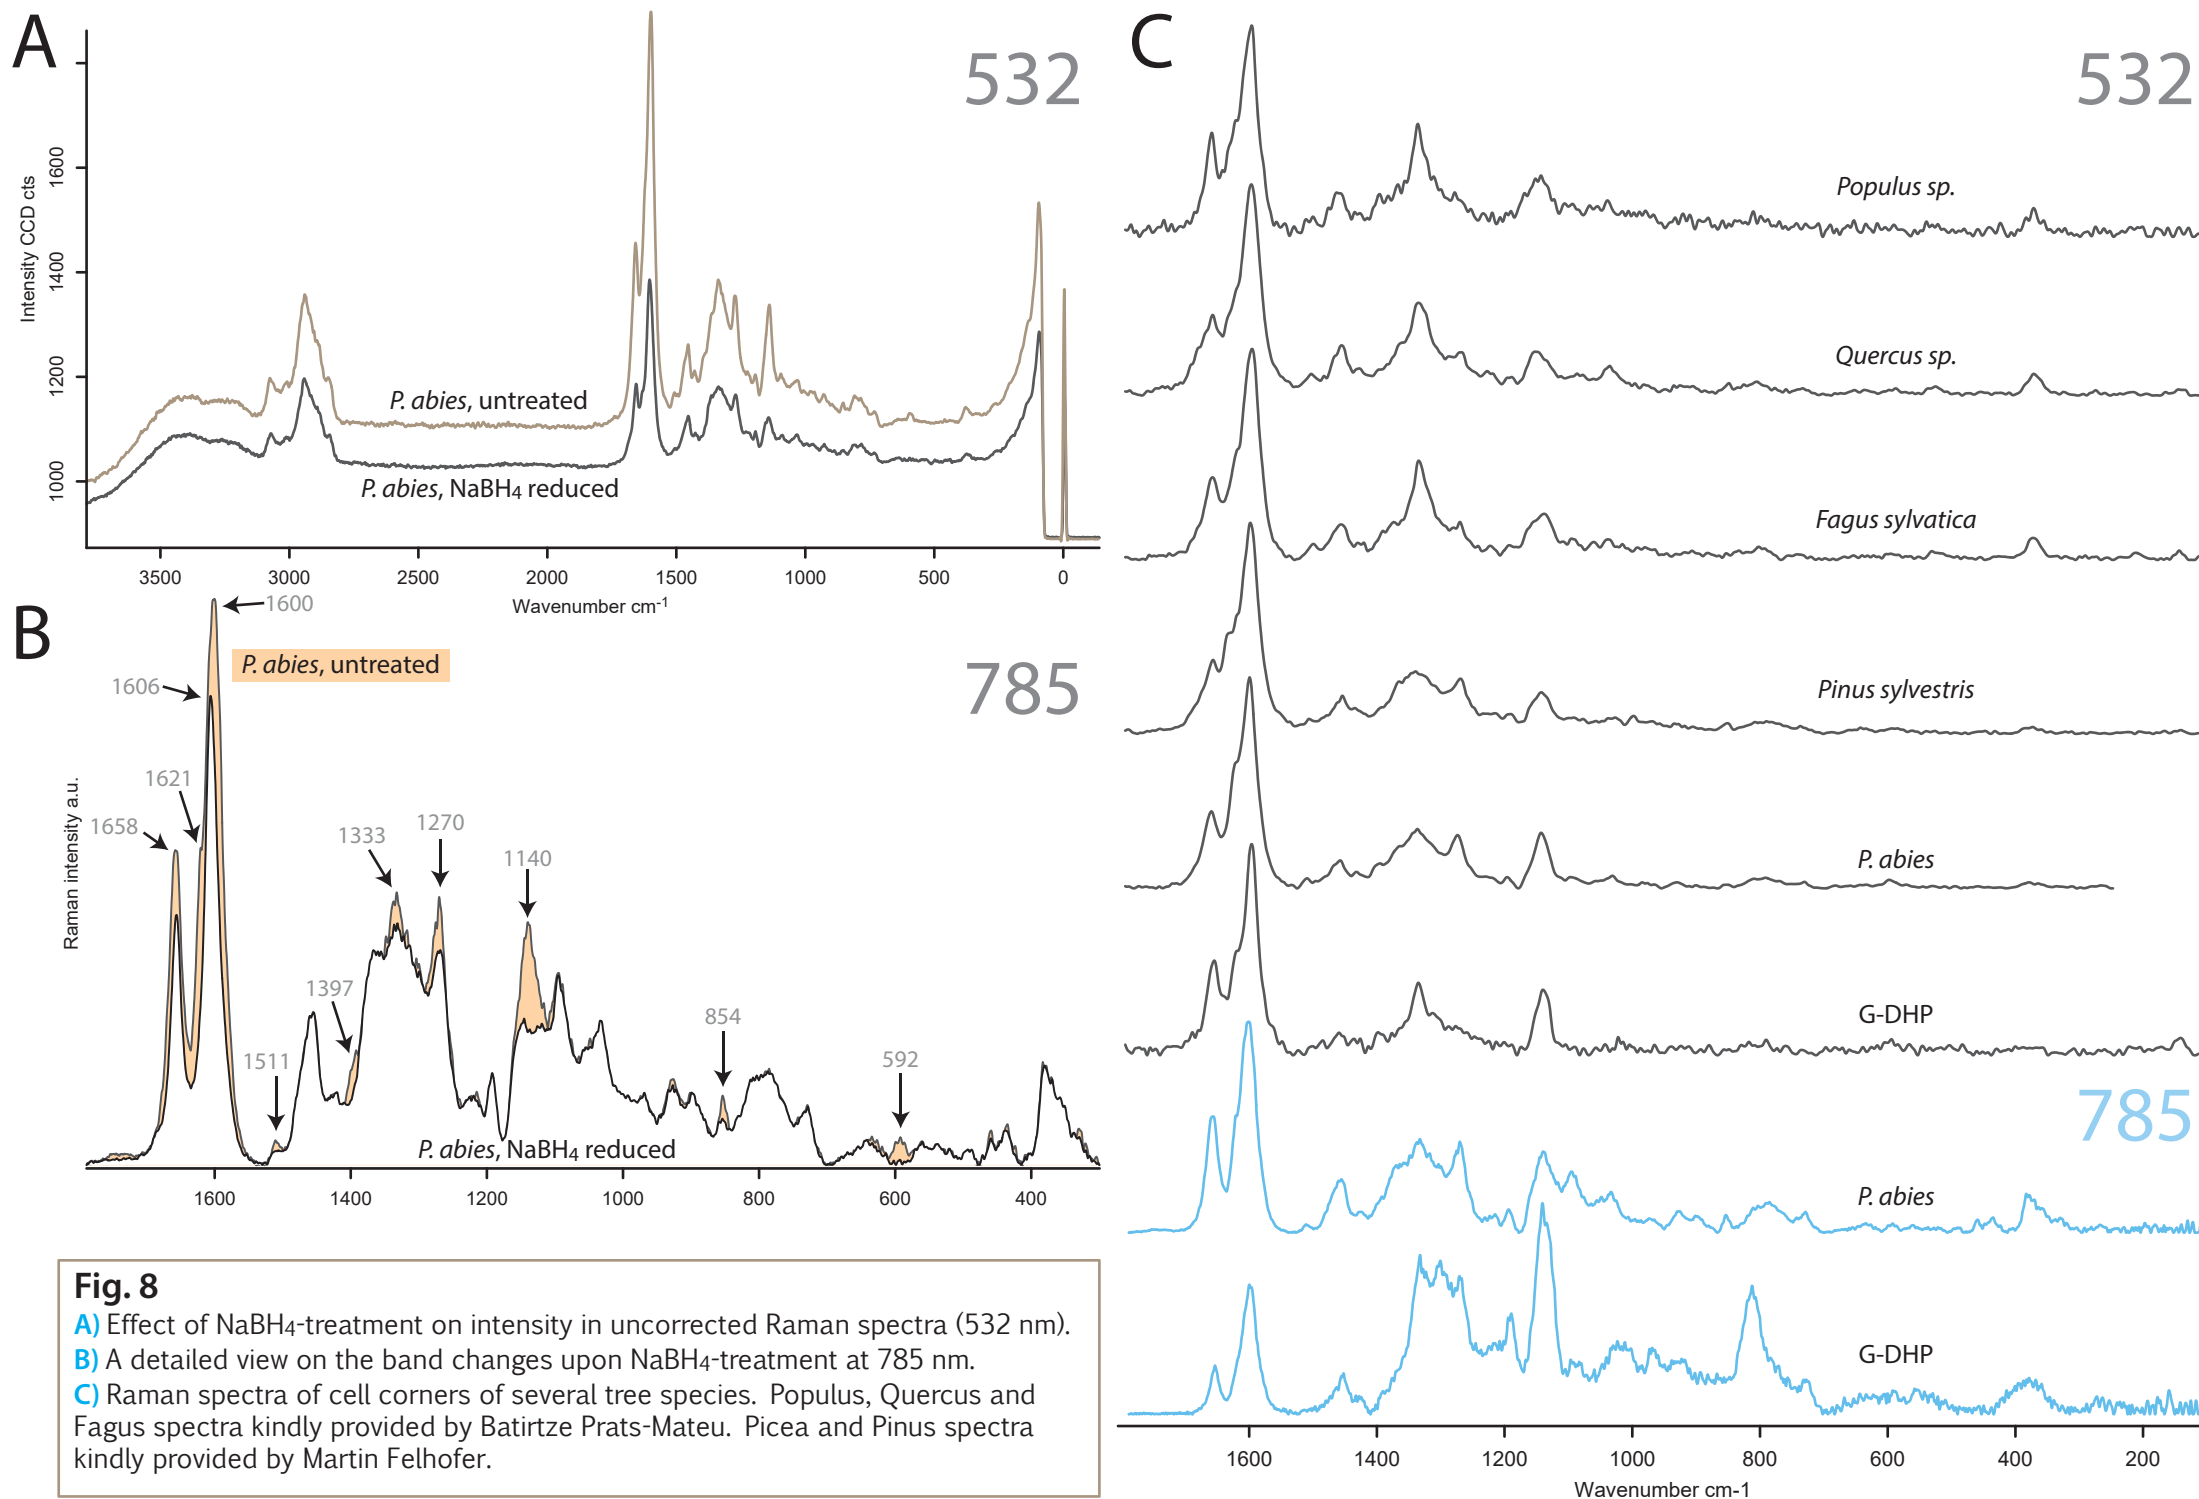 A
532
Intensity CCD cts
1600
1400
1200
1000
P. abies, untreated
P. abies, NaBH4 reduced
3500
3000
2500
2000
1500
1000
500
0
Wavenumber cm-1
B
785
P. abies, untreated
Raman intensity a.u.
1600
1606
1621
1658
1511
1397
1333
1270
1140
854
592
P. abies, NaBH4 reduced
1600
1400
1200
1000
800
600
400
Fig. 8
A) Effect of NaBH4-treatment on intensity in uncorrected Raman spectra (532 nm).
B) A detailed view on the band changes upon NaBH4-treatment at 785 nm.
C) Raman spectra of cell corners of several tree species. Populus, Quercus and
Fagus spectra kindly provided by Batirtze Prats-Mateu. Picea and Pinus spectra
kindly provided by Martin Felhofer.
C
532
Populus sp.
Quercus sp.
Fagus sylvatica
Pinus sylvestris
P. abies
G-DHP
785
P. abies
G-DHP
1600
1400
1200
1000
800
600
400
200
Wavenumber cm-1